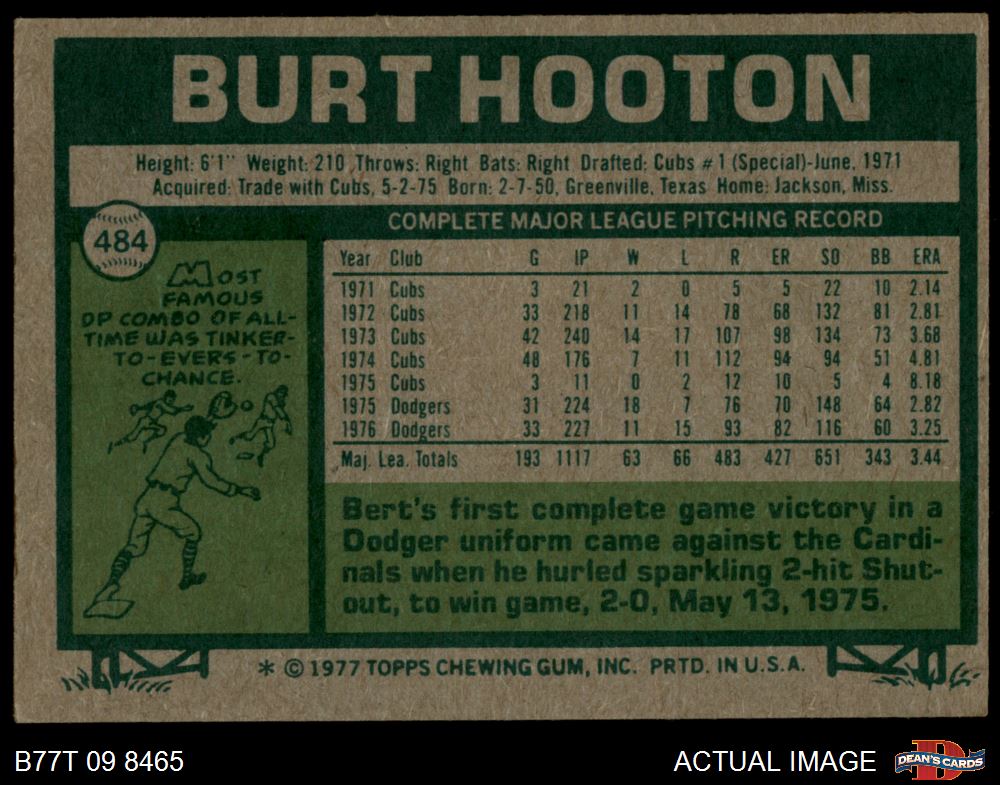 BURT HOOTON
Height: 6'1" Weight: 210 Throws: Right Bats: Right Drafted: Cubs #1 (Special)-June, 1971
Acquired: Trade with Cubs, 5-2-75 Born: 2-7-50, Greenville, Texas Home: Jackson, Miss.
484
COMPLETE MAJOR LEAGUE PITCHING RECORD
MOST
FAMOUS
DP COMBO OF ALL-
TIME WAS TINKER-
TO-EVERS-TO-
CHANCE.
Year Club G IP W L R ER SO BB ERA
1971 Cubs 3 21 2 0 5 5 22 10 2.14
1972 Cubs 33 218 11 14 78 68 132 81 2.81
1973 Cubs 42 240 14 17 107 98 134 73 3.68
1974 Cubs 48 176 7 11 112 94 94 51 4.81
1975 Cubs 3 11 0 2 12 10 5 4 8.18
1975 Dodgers 31 224 18 7 76 70 148 64 2.82
1976 Dodgers 33 227 11 15 93 82 116 60 3.25
Maj. Lea. Totals 193 1117 63 66 483 427 651 343 3.44
Bert's first complete game victory in a
Dodger uniform came against the Cardi-
nals when he hurled sparkling 2-hit Shut-
out, to win game, 2-0, May 13, 1975.
* © 1977 TOPPS CHEWING GUM, INC. PRTD. IN U.S.A.
B77T 09 8465
ACTUAL IMAGE
D
DEAN'S CARDS